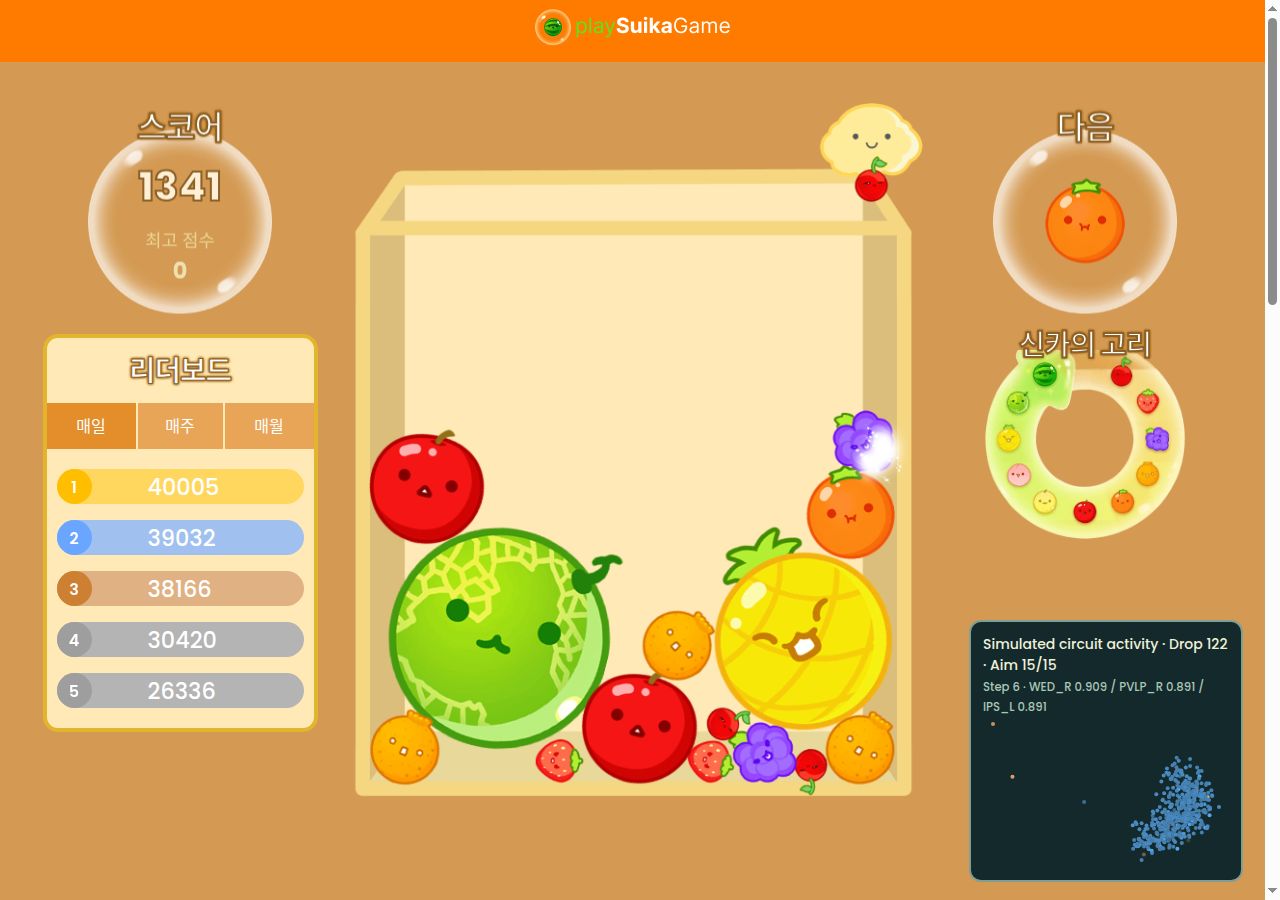 playSuikaGame
스코어
1341
최고 점수
0
다음
신카의 고리
리더보드
매일 매주 매월
1 40005
2 39032
3 38166
4 30420
5 26336
Simulated circuit activity · Drop 122
· Aim 15/15
Step 6 · WED_R 0.909 / PVLP_R 0.891 /
IPS_L 0.891